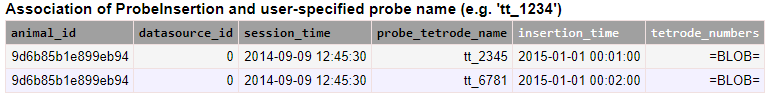 Association of ProbeInsertion and user-specified probe name (e.g. 'tt_1234')
animal_id datasource_id session_time probe_tetrode_name insertion_time tetrode_numbers
9d6b85b1e899eb94 0 2014-09-09 12:45:30 tt_2345 2015-01-01 00:01:00 =BLOB=
9d6b85b1e899eb94 0 2014-09-09 12:45:30 tt_6781 2015-01-01 00:02:00 =BLOB=